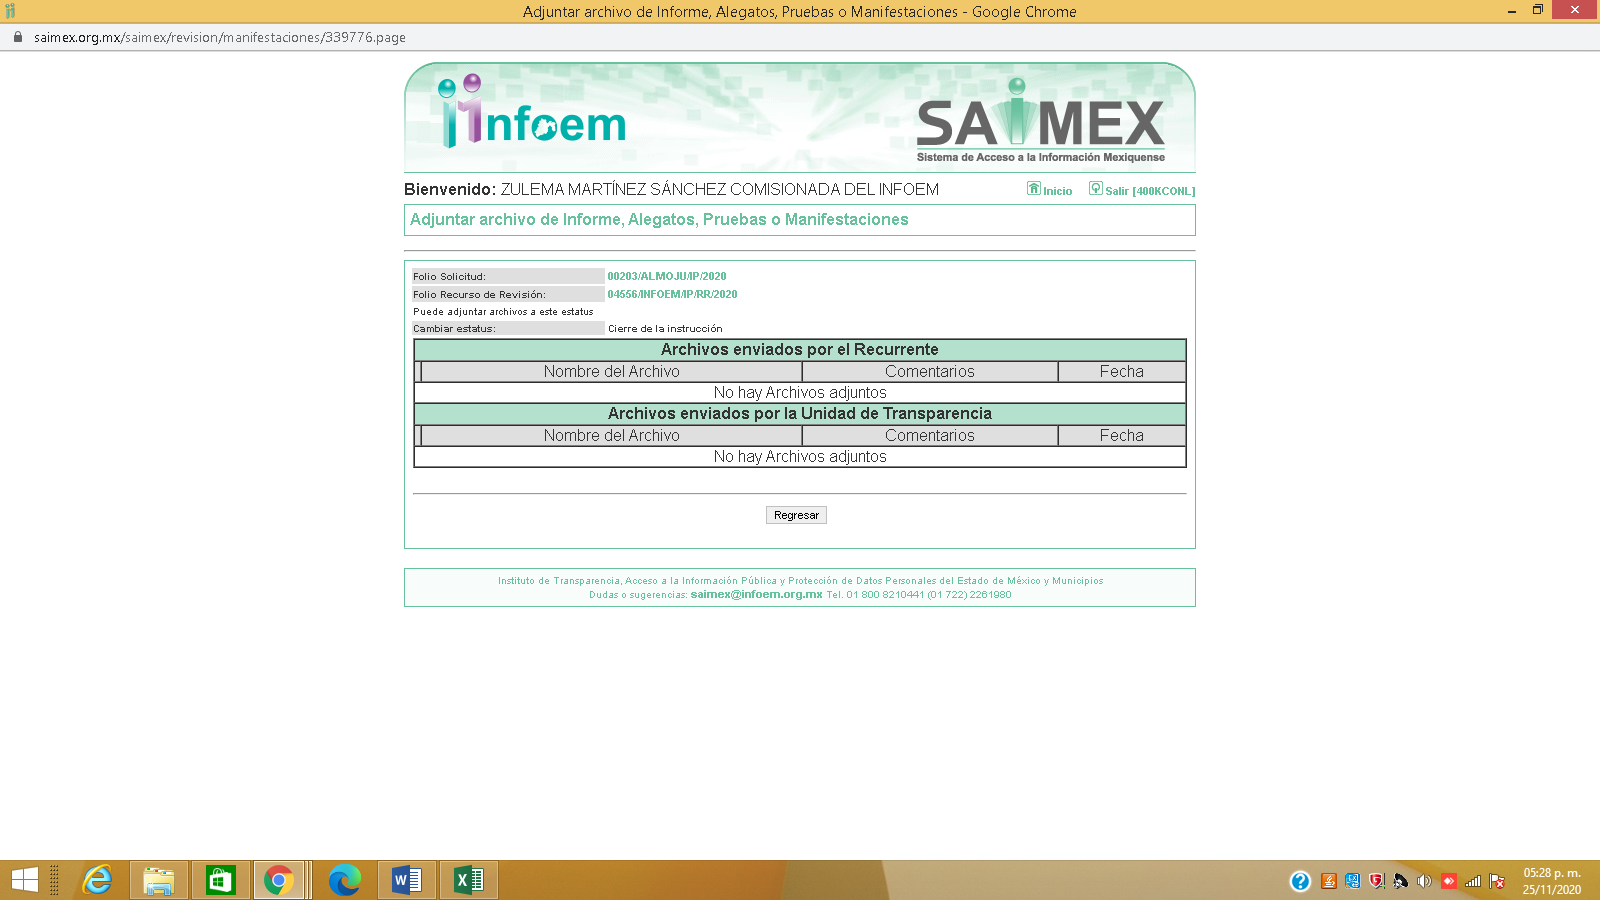 Adjuntar archivo de Informe, Alegatos, Pruebas o Manifestaciones - Google Chrome
saimex.org.mx/saimex/revision/manifestaciones/339776.page
infoem
SAIMEX
Sistema de Acceso a la Información Mexiquense
Bienvenido: ZULEMA MARTÍNEZ SÁNCHEZ COMISIONADA DEL INFOEM
Inicio Salir [400KCONL]
Adjuntar archivo de Informe, Alegatos, Pruebas o Manifestaciones
Folio Solicitud: 00203/ALMOJU/IP/2020
Folio Recurso de Revisión: 04556/INFOEM/IP/RR/2020
Puede adjuntar archivos a este estatus
Cambiar estatus: Cierre de la instrucción
Archivos enviados por el Recurrente
Nombre del Archivo Comentarios Fecha
No hay Archivos adjuntos
Archivos enviados por la Unidad de Transparencia
Nombre del Archivo Comentarios Fecha
No hay Archivos adjuntos
Regresar
Instituto de Transparencia, Acceso a la Información Pública y Protección de Datos Personales del Estado de México y Municipios
Dudas o sugerencias: saimex@infoem.org.mx Tel. 01 800 8210441 (01 722) 2261980
05:28 p. m.
25/11/2020